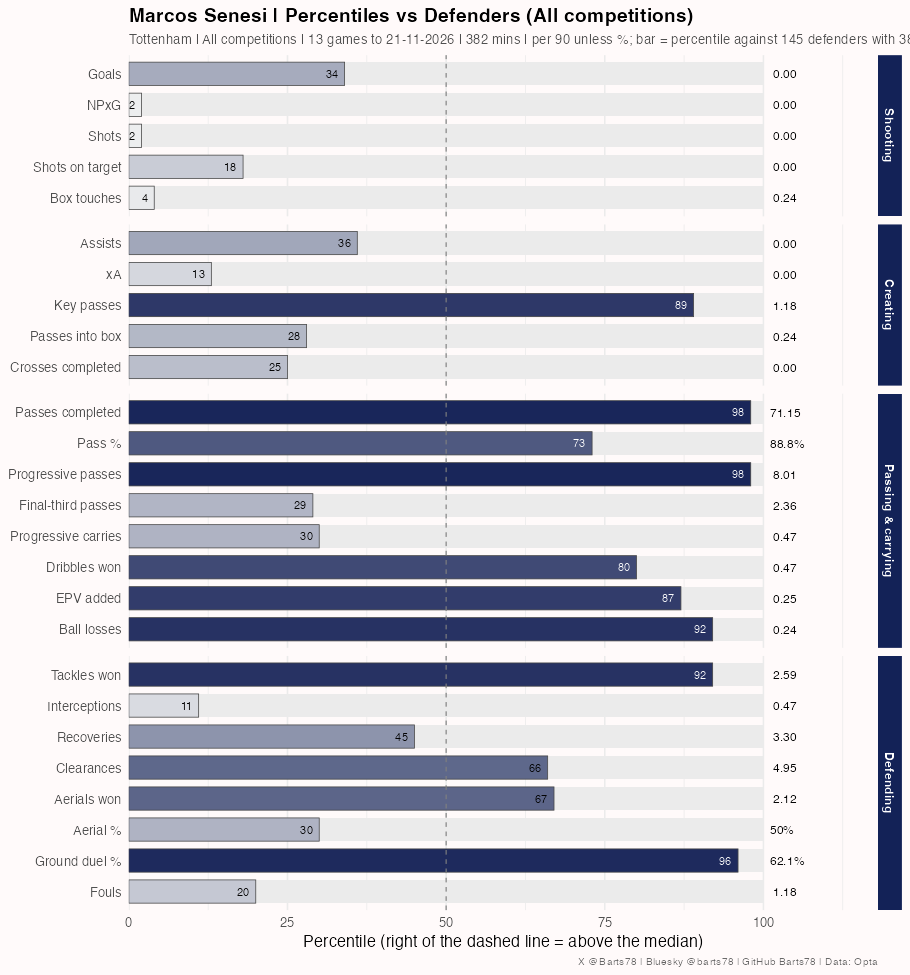 Marcos Senesi | Percentiles vs Defenders (All competitions)
Tottenham | All competitions | 13 games to 21-11-2026 | 382 mins | per 90 unless %; bar = percentile against 145 defenders with 38
Goals 34 0.00
NPxG 2 0.00
Shots 2 0.00
Shots on target 18 0.00
Box touches 4 0.24
Shooting
Assists 36 0.00
xA 13 0.00
Key passes 89 1.18
Passes into box 28 0.24
Crosses completed 25 0.00
Creating
Passes completed 98 71.15
Pass % 73 88.8%
Progressive passes 98 8.01
Final-third passes 29 2.36
Progressive carries 30 0.47
Dribbles won 80 0.47
EPV added 87 0.25
Ball losses 92 0.24
Passing & carrying
Tackles won 92 2.59
Interceptions 11 0.47
Recoveries 45 3.30
Clearances 66 4.95
Aerials won 67 2.12
Aerial % 30 50%
Ground duel % 96 62.1%
Fouls 20 1.18
Defending
0 25 50 75 100
Percentile (right of the dashed line = above the median)
X @Barts78 | Bluesky @barts78 | GitHub Barts78 | Data: Opta